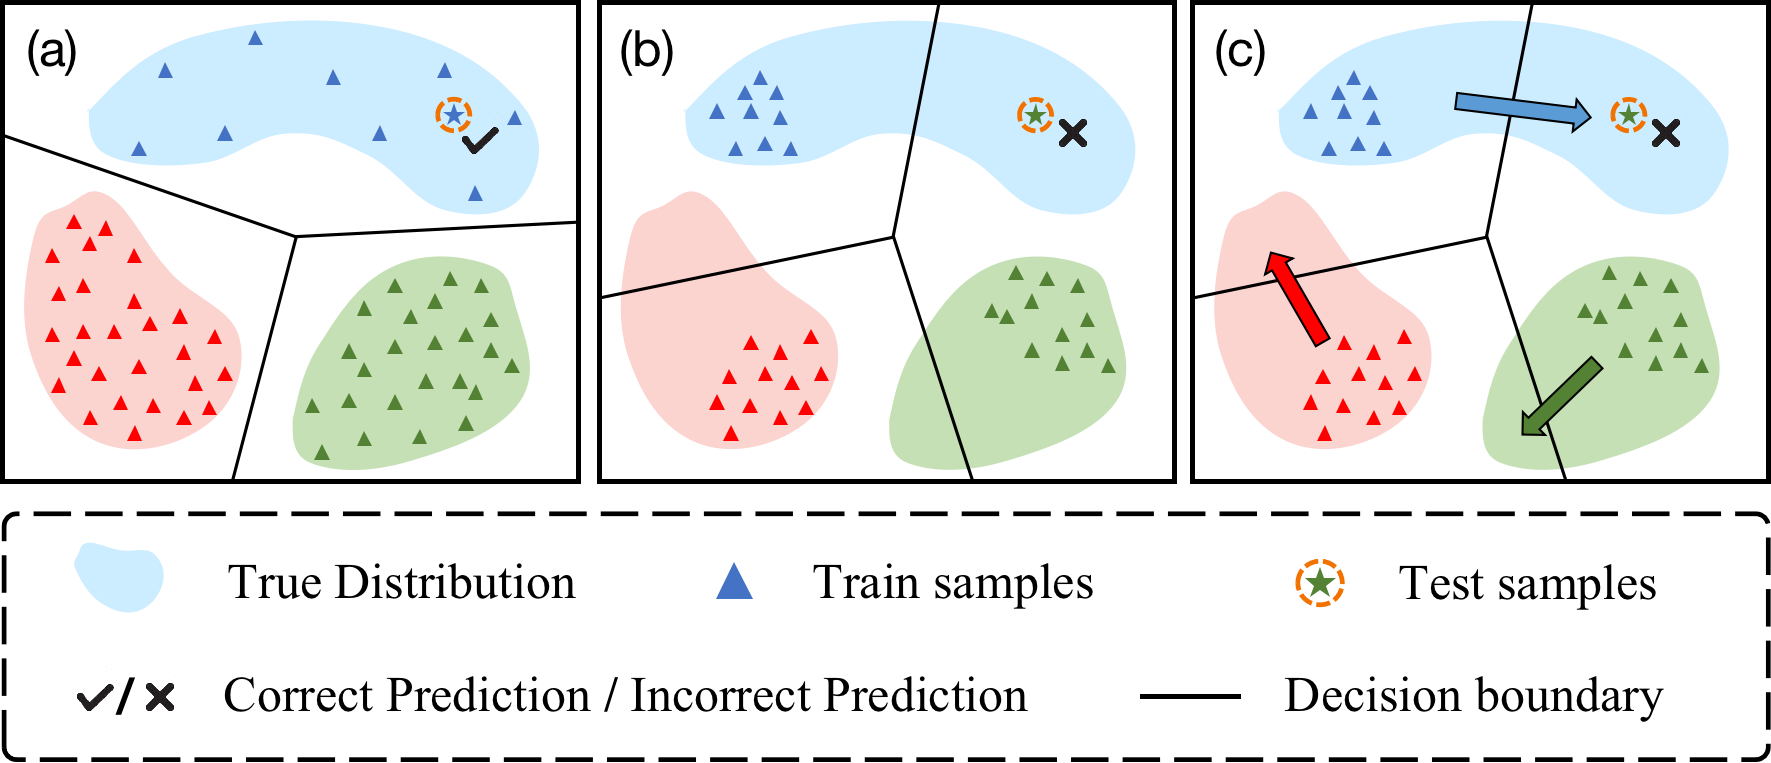 (a) (b) (c)
True Distribution Train samples Test samples
/ Correct Prediction / Incorrect Prediction Decision boundary